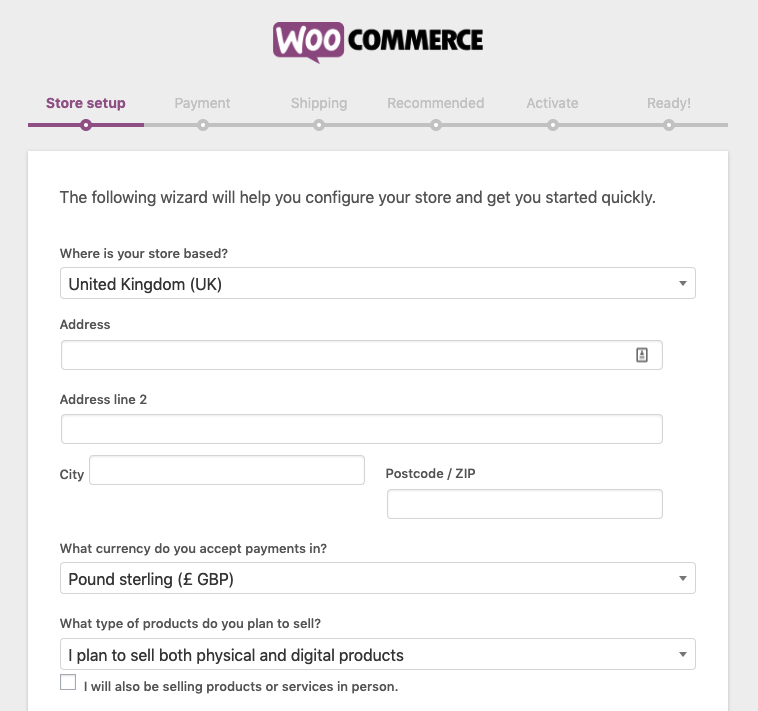 WOO COMMERCE
Store setup Payment Shipping Recommended Activate Ready!
The following wizard will help you configure your store and get you started quickly.
Where is your store based?
United Kingdom (UK)
Address
Address line 2
City Postcode / ZIP
What currency do you accept payments in?
Pound sterling (£ GBP)
What type of products do you plan to sell?
I plan to sell both physical and digital products
I will also be selling products or services in person.